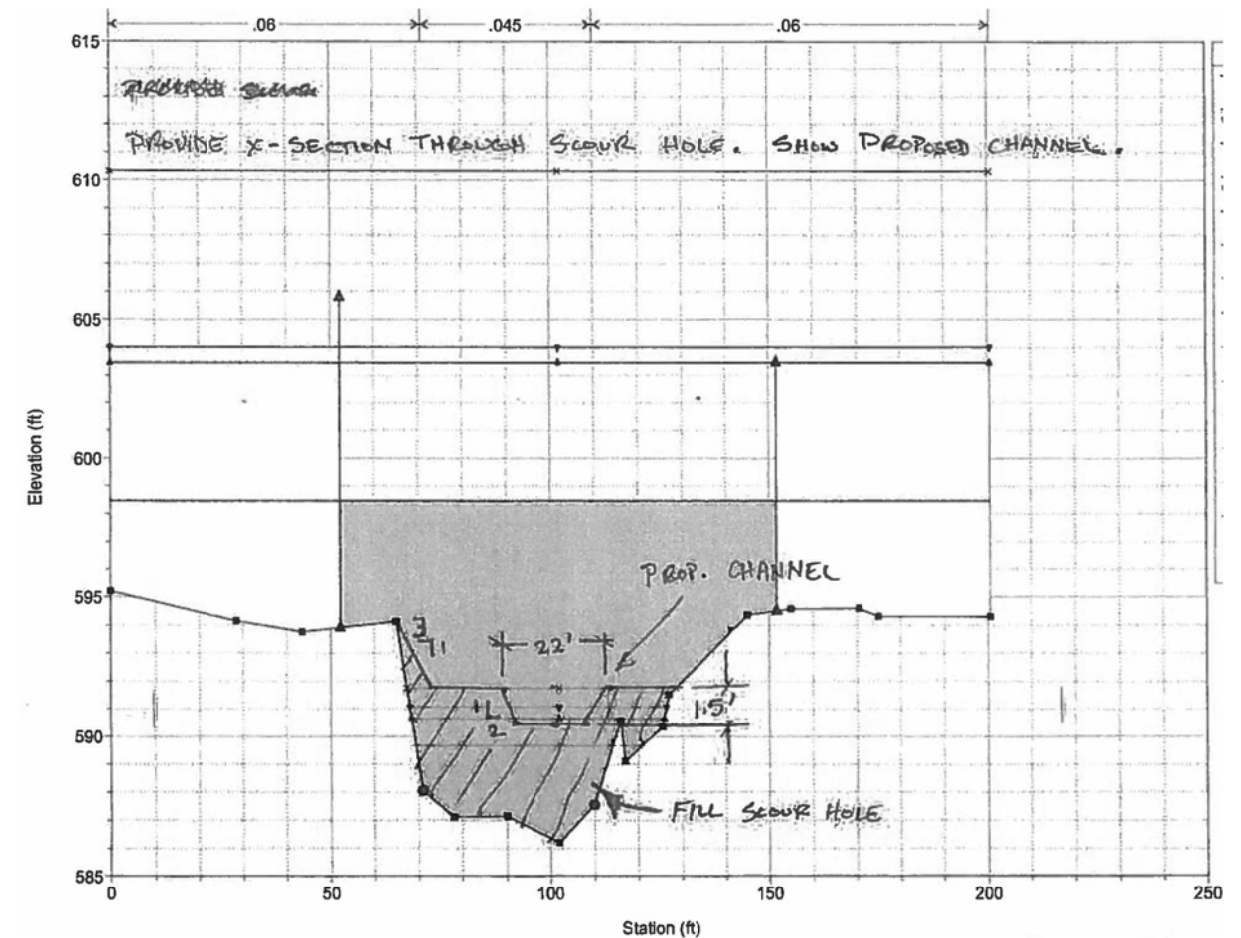 .06 .045 .06
615
PROVIDE X-SECTION THROUGH SCOUR HOLE. SHOW PROPOSED CHANNEL.
610
605
600
Elevation (ft)
PROP. CHANNEL
595
3
1
22'
1
2
1.5'
590
FILL SCOUR HOLE
585
0 50 100 150 200 250
Station (ft)